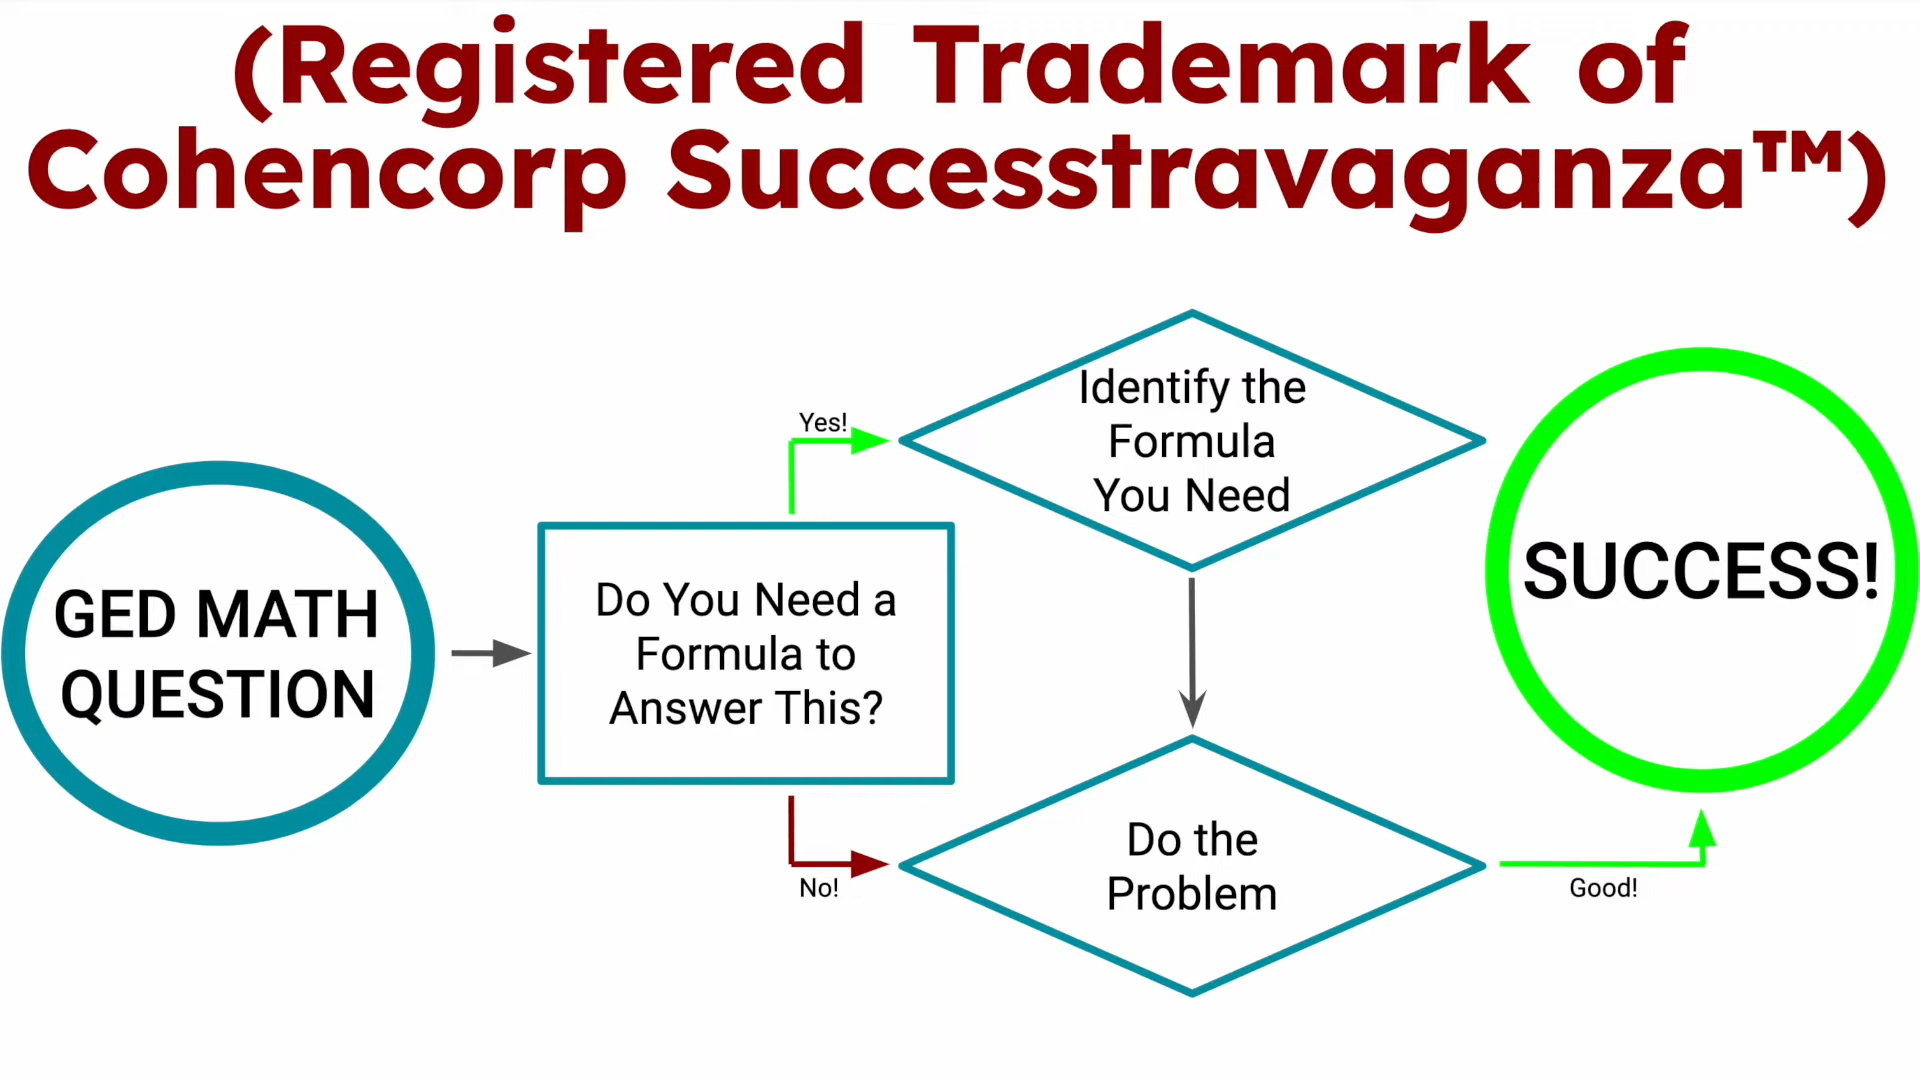 (Registered Trademark of
Cohencorp Successtravaganza™)
GED MATH
QUESTION
Do You Need a
Formula to
Answer This?
Yes!
Identify the
Formula
You Need
No!
Do the
Problem
Good!
SUCCESS!